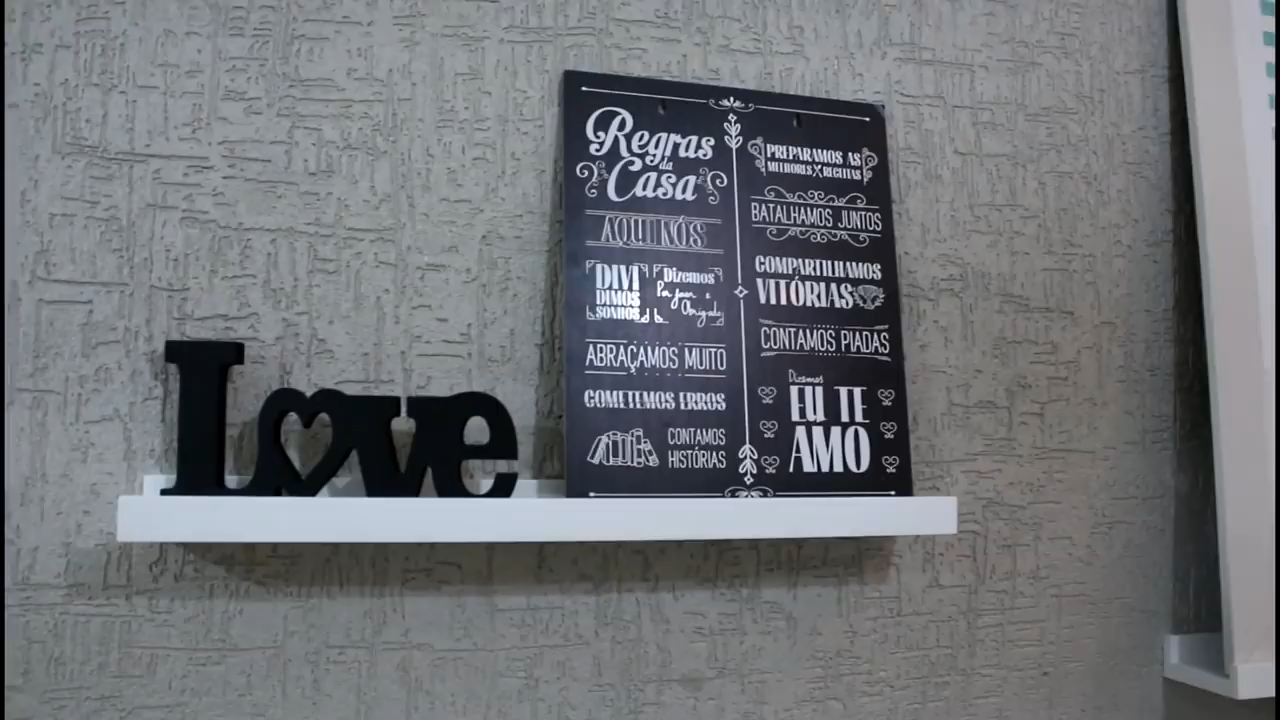 Love
Regras
da
Casa
AQUI NÓS
DIVI
DIMOS
SONHOS
Dizemos
Por favor e
Obrigado
ABRAÇAMOS MUITO
COMETEMOS ERROS
CONTAMOS
HISTÓRIAS
PREPARAMOS AS
MELHORES RECEITAS
BATALHAMOS JUNTOS
COMPARTILHAMOS
VITÓRIAS
CONTAMOS PIADAS
Dizemos
EU TE
AMO